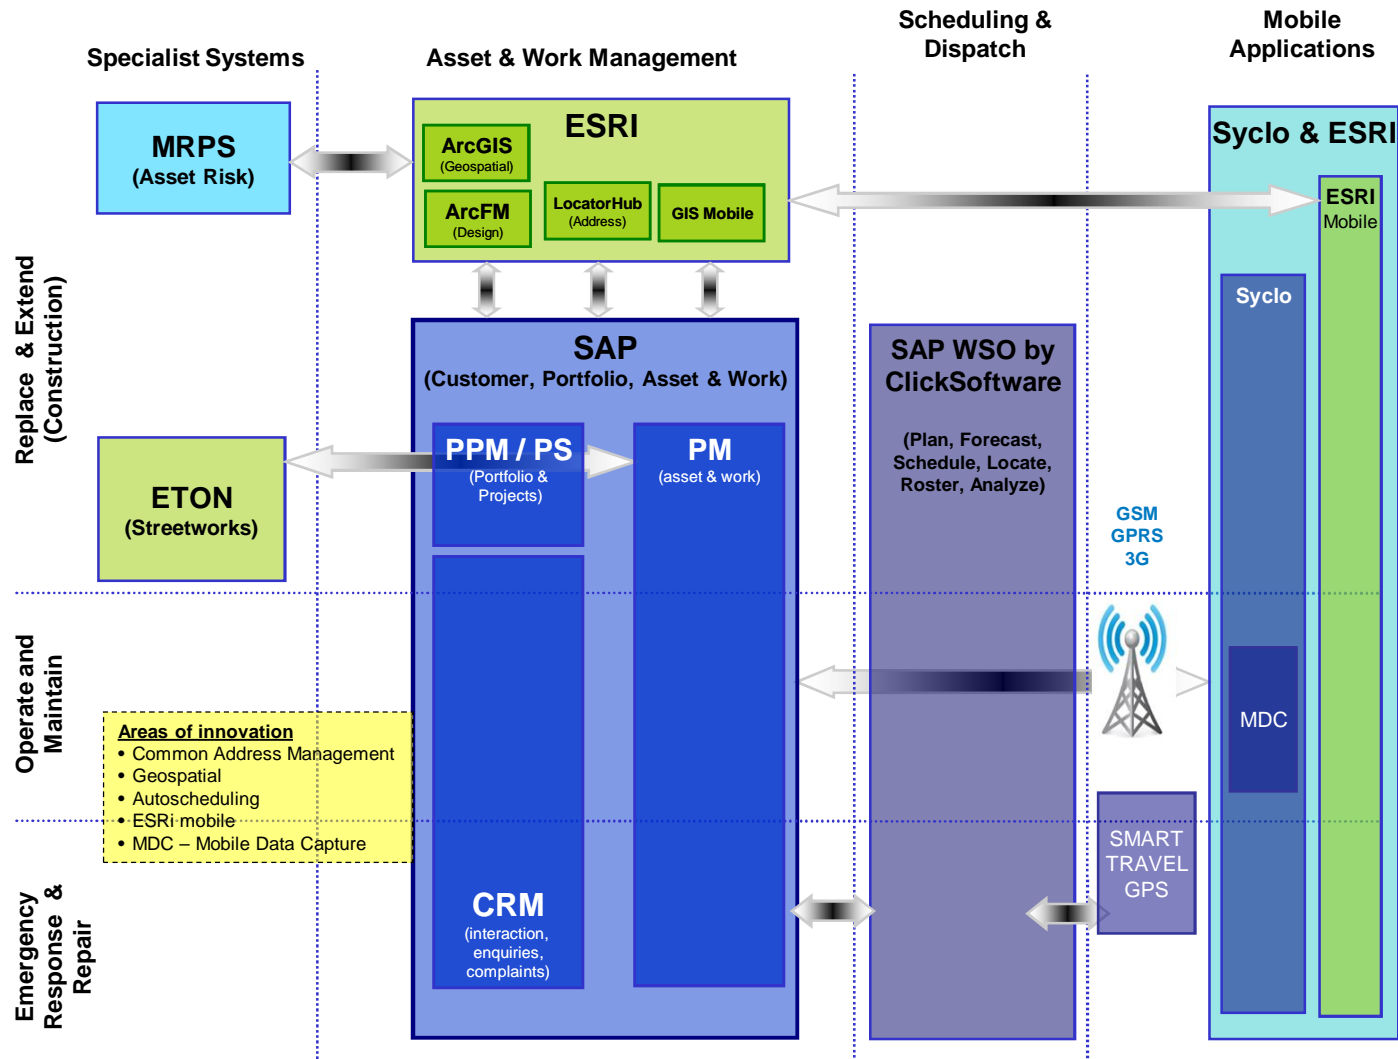 Specialist Systems
Asset & Work Management
Scheduling &
Dispatch
Mobile
Applications
Replace & Extend
(Construction)
Operate and
Maintain
Emergency
Response &
Repair
MRPS
(Asset Risk)
ESRI
ArcGIS
(Geospatial)
ArcFM
(Design)
LocatorHub
(Address)
GIS Mobile
Syclo & ESRI
ESRI
Mobile
Syclo
MDC
SAP
(Customer, Portfolio, Asset & Work)
PPM / PS
(Portfolio &
Projects)
PM
(asset & work)
CRM
(interaction,
enquiries,
complaints)
SAP WSO by
ClickSoftware
(Plan, Forecast,
Schedule, Locate,
Roster, Analyze)
ETON
(Streetworks)
GSM
GPRS
3G
Areas of innovation
• Common Address Management
• Geospatial
• Autoscheduling
• ESRi mobile
• MDC – Mobile Data Capture
SMART
TRAVEL
GPS